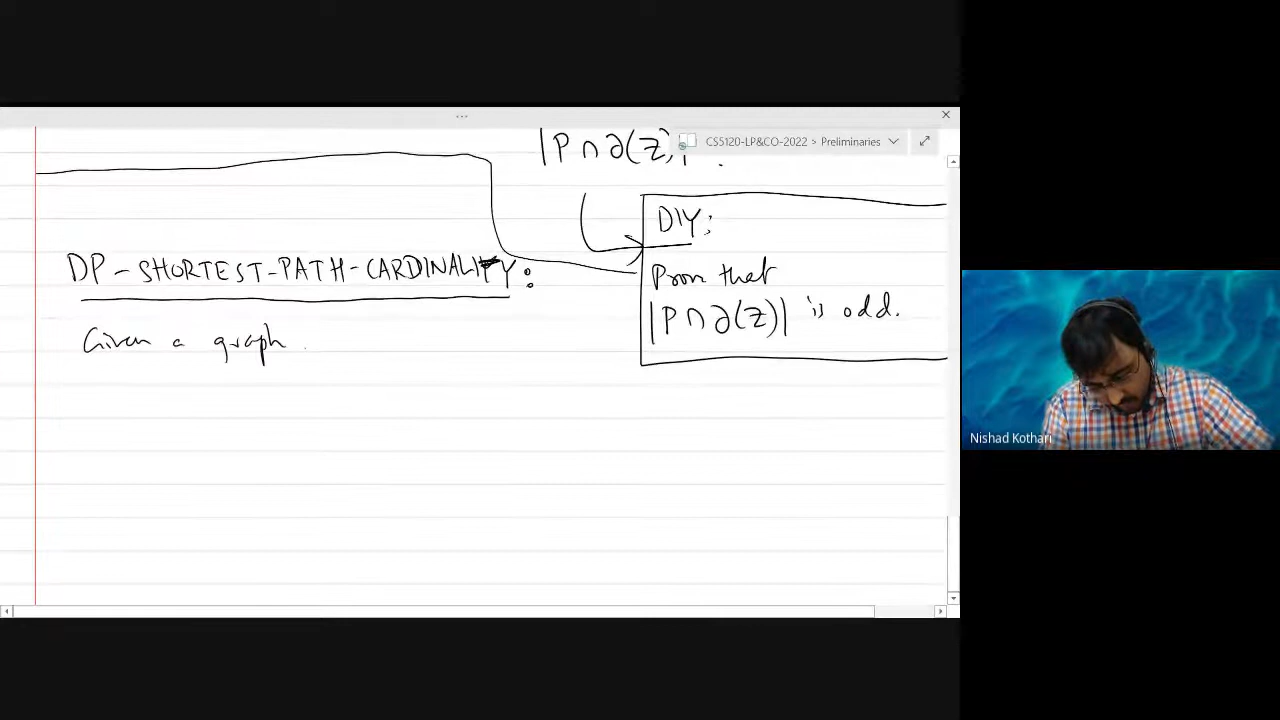 |P ∩ ∂(Z)|
CS5120-LP&CO-2022 > Preliminaries
DIY:
DP-SHORTEST-PATH-CARDINALITY:
Prove that
|P ∩ ∂(Z)| is odd.
Given a graph
Nishad Kothari